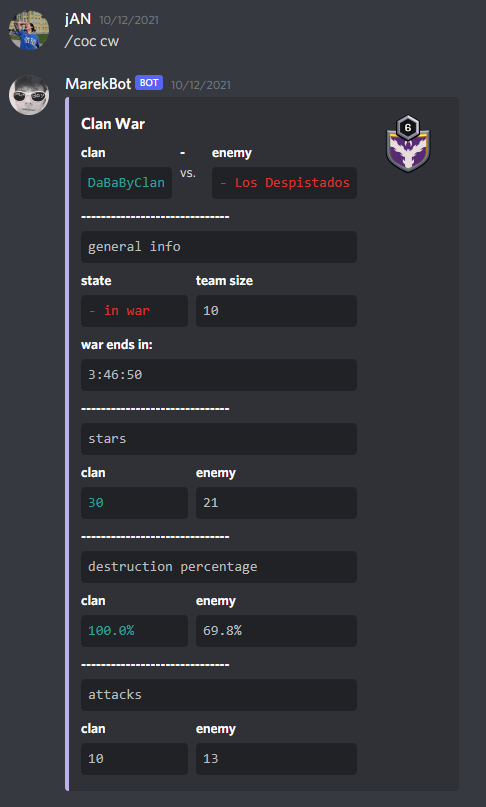 jAN 10/12/2021
/coc cw
MarekBot BOT 10/12/2021
Clan War
6
clan - enemy
DaBaByClan vs. - Los Despistados
------------------------------
general info
state team size
- in war 10
war ends in:
3:46:50
------------------------------
stars
clan enemy
30 21
------------------------------
destruction percentage
clan enemy
100.0% 69.8%
------------------------------
attacks
clan enemy
10 13